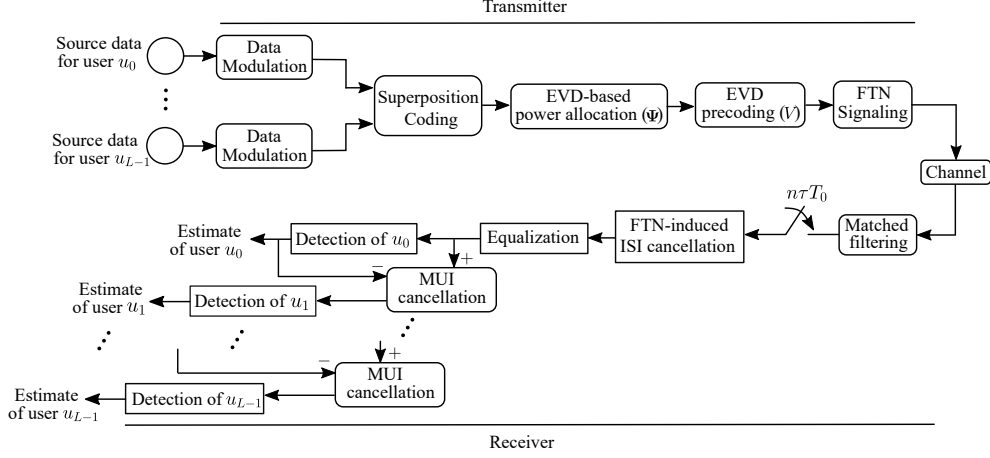 Transmitter
Source data
for user u₀
Data
Modulation
Superposition
Coding
EVD-based
power allocation (Ψ)
EVD
precoding (V)
FTN
Signaling
Source data
for user u_{L−1}
Data
Modulation
Channel
nτT₀
Matched
filtering
FTN-induced
ISI cancellation
Equalization
Detection of u₀
Estimate
of user u₀
+
−
MUI
cancellation
Detection of u₁
Estimate
of user u₁
+
−
MUI
cancellation
Detection of u_{L−1}
Estimate
of user u_{L−1}
Receiver